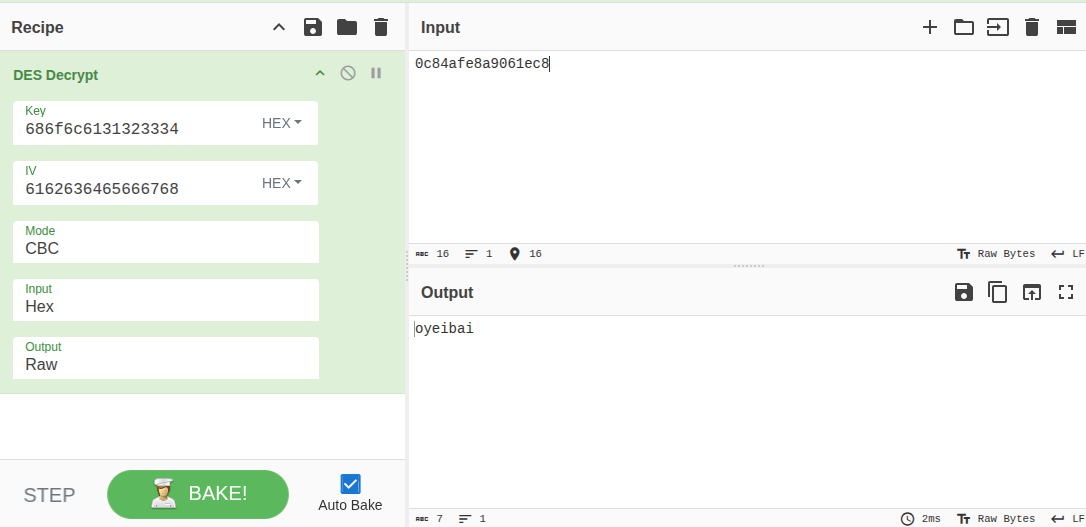 Recipe
DES Decrypt
Key
686f6c6131323334
HEX
IV
6162636465666768
HEX
Mode
CBC
Input
Hex
Output
Raw
STEP
BAKE!
Auto Bake
Input
0c84afe8a9061ec8
ABC 16 1 16 Raw Bytes LF
Output
oyeibai
ABC 7 1 2ms Raw Bytes LF